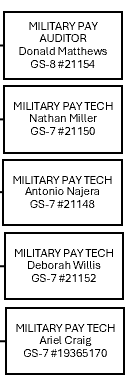 MILITARY PAY
AUDITOR
Donald Matthews
GS-8 #21154
MILITARY PAY TECH
Nathan Miller
GS-7 #21150
MILITARY PAY TECH
Antonio Najera
GS-7 #21148
MILITARY PAY TECH
Deborah Willis
GS-7 #21152
MILITARY PAY TECH
Ariel Craig
GS-7 #19365170